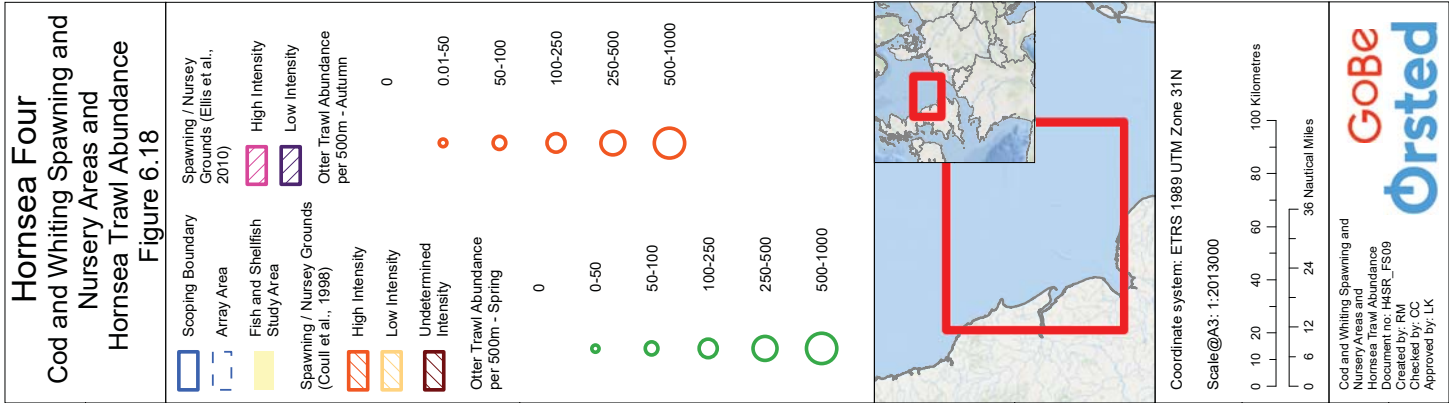 Hornsea Four
Cod and Whiting Spawning and
Nursery Areas and
Hornsea Trawl Abundance
Figure 6.18
Scoping Boundary
Array Area
Fish and Shellfish
Study Area
Spawning / Nursey Grounds
(Coull et al., 1998)
High Intensity
Low Intensity
Undetermined
Intensity
Otter Trawl Abundance
per 500m - Spring
0
0-50
50-100
100-250
250-500
500-1000
Spawning / Nursey
Grounds (Ellis et al.,
2010)
High Intensity
Low Intensity
Otter Trawl Abundance
per 500m - Autumn
0
0.01-50
50-100
100-250
250-500
500-1000
Coordinate system: ETRS 1989 UTM Zone 31N
Scale@A3: 1:2013000
0 10 20 40 60 80 100 Kilometres
0 6 12 24 36 Nautical Miles
Cod and Whiting Spawning and
Nursery Areas and
Hornsea Trawl Abundance
Document no: H4SR_FS09
Created by: RM
Checked by: CC
Approved by: LK
GoBe
Orsted